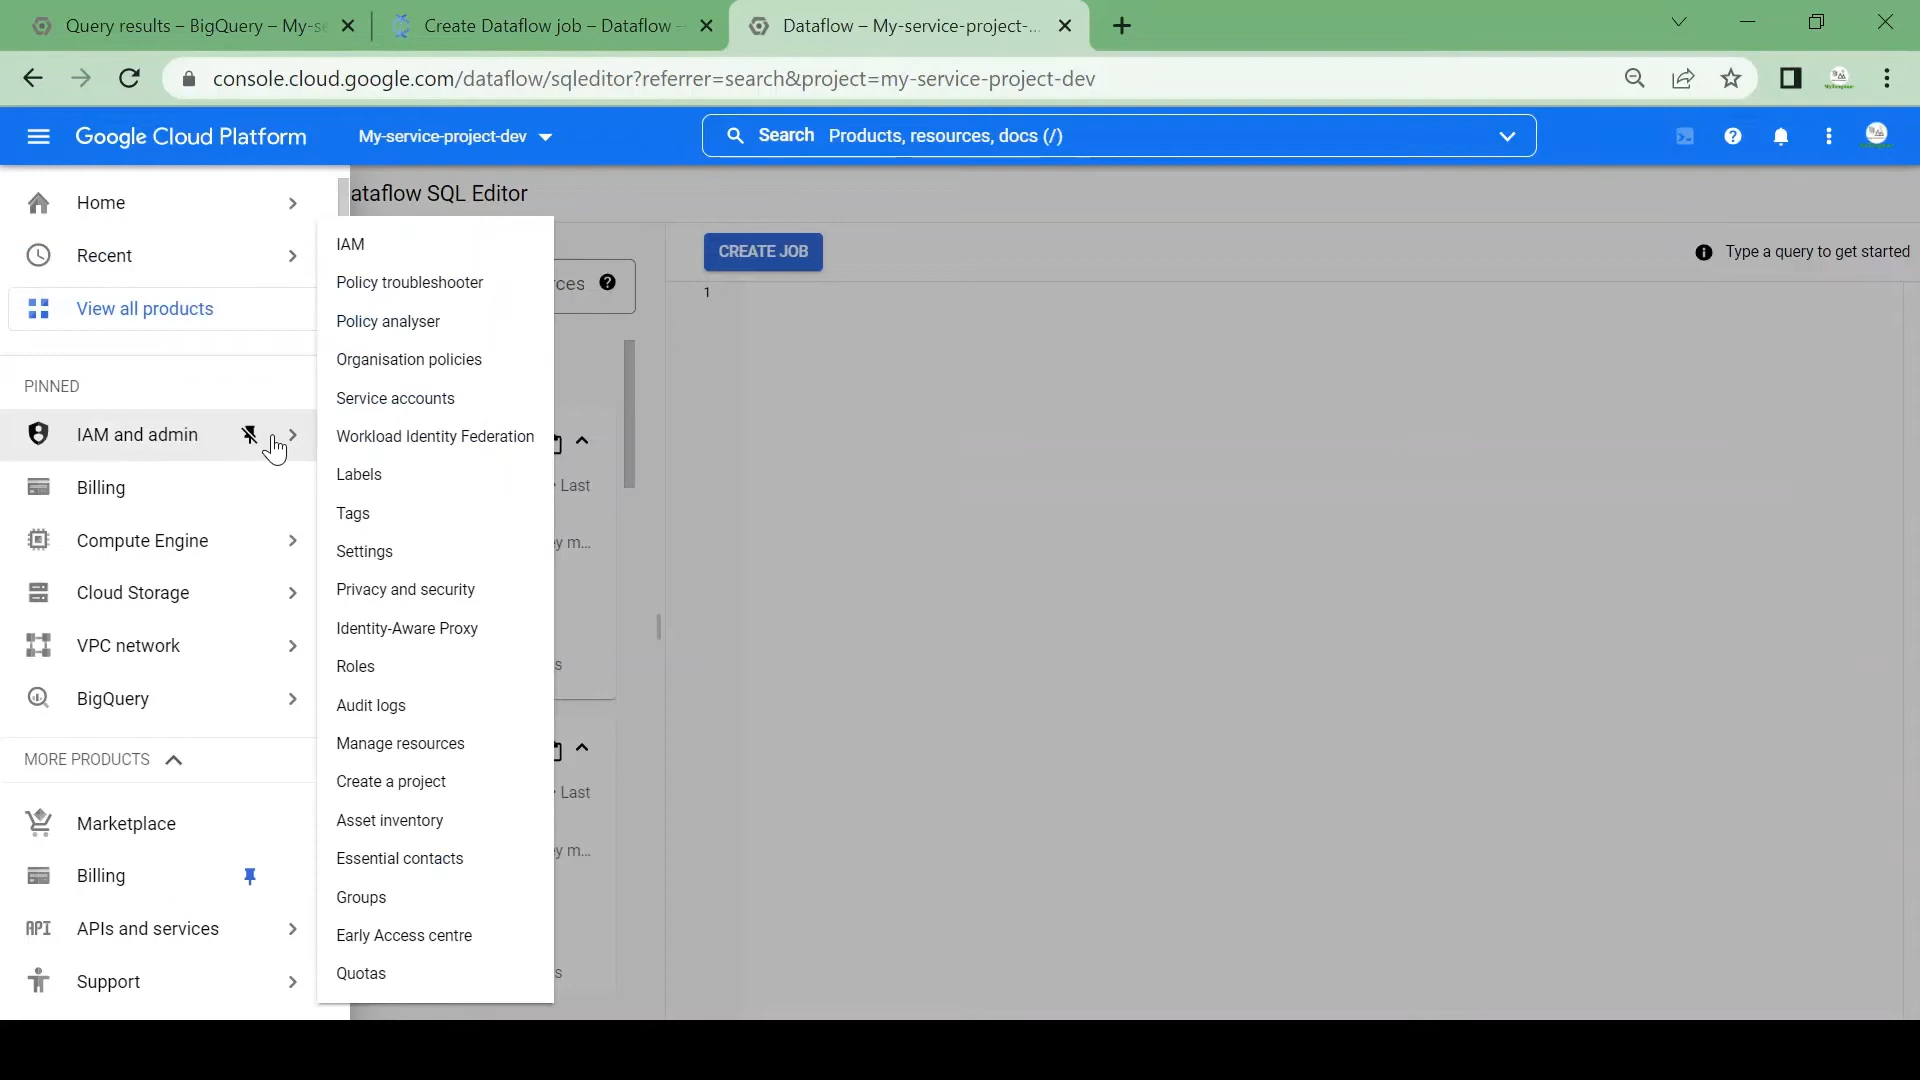 Query results – BigQuery – My-se
Create Dataflow job – Dataflow –
Dataflow – My-service-project-...
console.cloud.google.com/dataflow/sqleditor?referrer=search&project=my-service-project-dev
Google Cloud Platform
My-service-project-dev
Search Products, resources, docs (/)
Home
Recent
View all products
PINNED
IAM and admin
Billing
Compute Engine
Cloud Storage
VPC network
BigQuery
MORE PRODUCTS
Marketplace
Billing
API APIs and services
Support
IAM
Policy troubleshooter
Policy analyser
Organisation policies
Service accounts
Workload Identity Federation
Labels
Tags
Settings
Privacy and security
Identity-Aware Proxy
Roles
Audit logs
Manage resources
Create a project
Asset inventory
Essential contacts
Groups
Early Access centre
Quotas
ataflow SQL Editor
ces
· Last
ey m...
s
· Last
ey m...
s
CREATE JOB
Type a query to get started
1